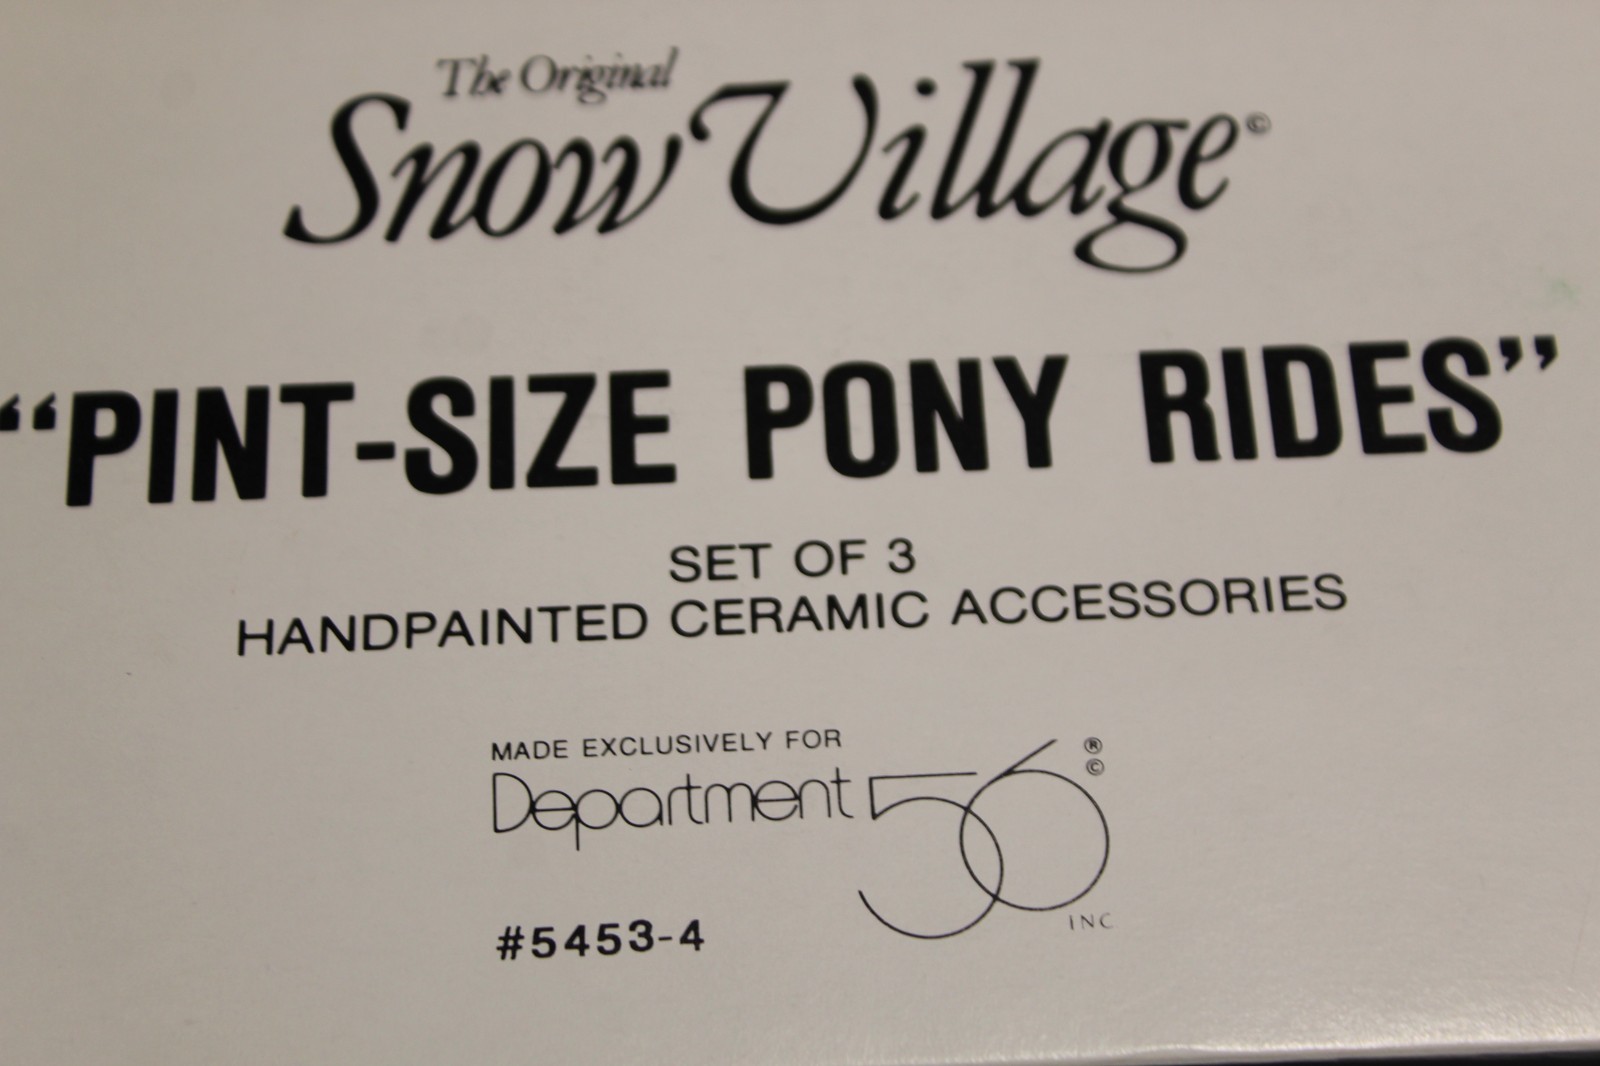 The Original
Snow Village©
“PINT-SIZE PONY RIDES”
SET OF 3
HANDPAINTED CERAMIC ACCESSORIES
MADE EXCLUSIVELY FOR
Department 56 ® ©
INC
#5453-4